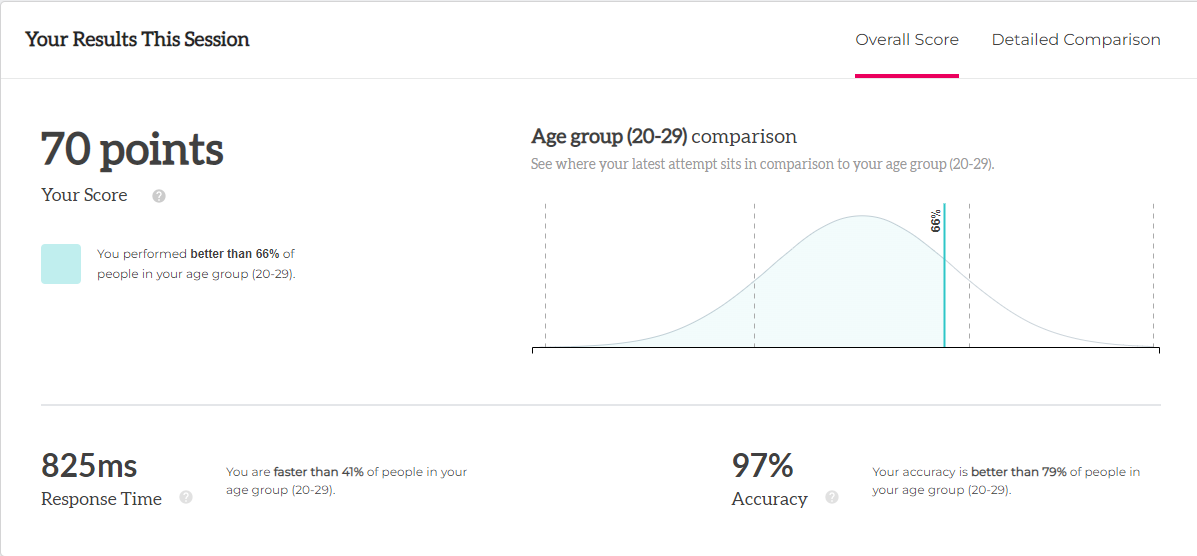 Your Results This Session
Overall Score
Detailed Comparison
70 points
Your Score ?
You performed better than 66% of
people in your age group (20-29).
Age group (20-29) comparison
See where your latest attempt sits in comparison to your age group (20-29).
66%
825ms
Response Time ?
You are faster than 41% of people in your
age group (20-29).
97%
Accuracy ?
Your accuracy is better than 79% of people in
your age group (20-29).